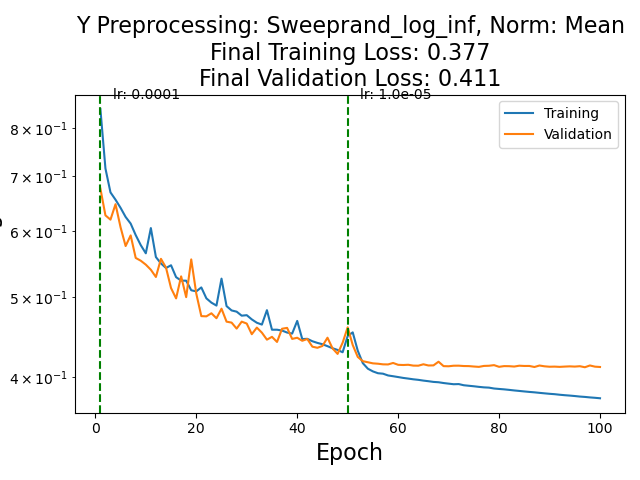 Y Preprocessing: Sweeprand_log_inf, Norm: Mean
Final Training Loss: 0.377
Final Validation Loss: 0.411
lr: 0.0001
lr: 1.0e-05
Training
Validation
8 × 10⁻¹
7 × 10⁻¹
6 × 10⁻¹
5 × 10⁻¹
4 × 10⁻¹
0 20 40 60 80 100
Epoch